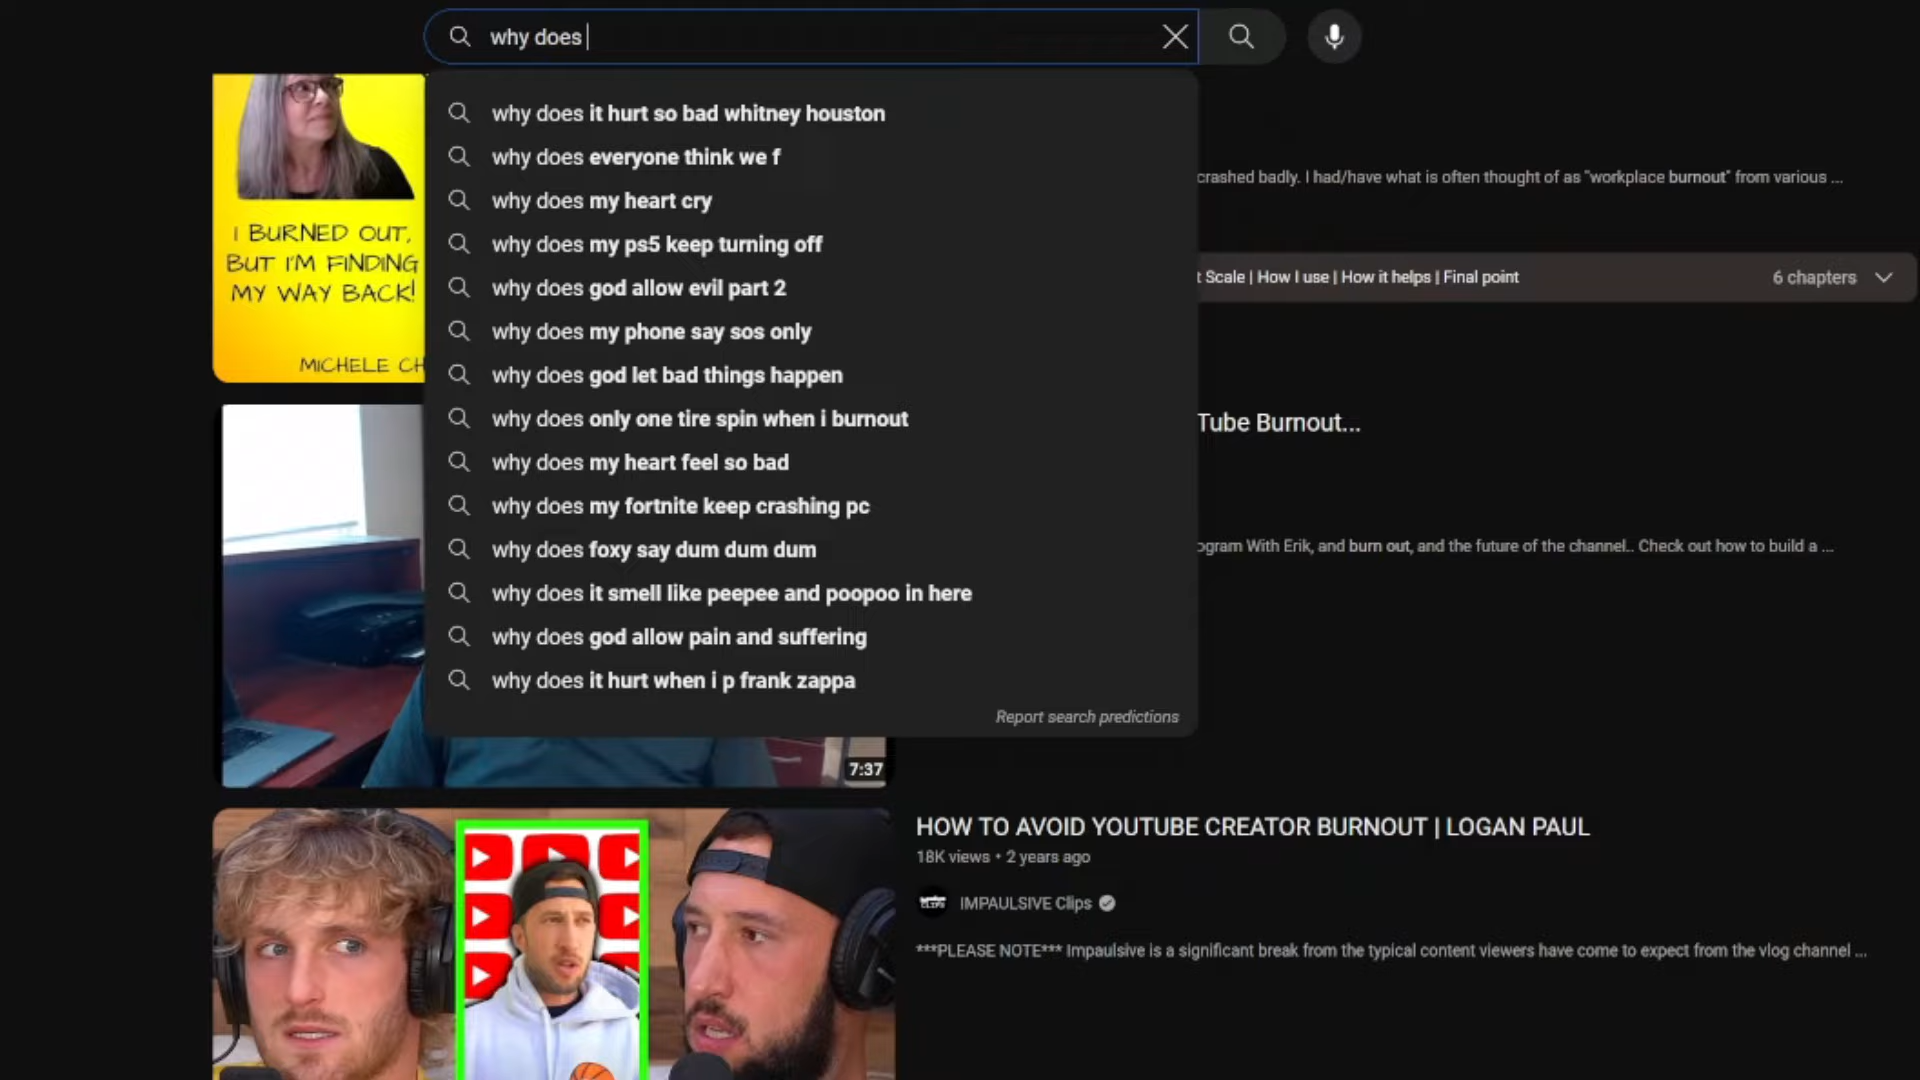 why does
why does it hurt so bad whitney houston
why does everyone think we f
why does my heart cry
why does my ps5 keep turning off
why does god allow evil part 2
why does my phone say sos only
why does god let bad things happen
why does only one tire spin when i burnout
why does my heart feel so bad
why does my fortnite keep crashing pc
why does foxy say dum dum dum
why does it smell like peepee and poopoo in here
why does god allow pain and suffering
why does it hurt when i p frank zappa
Report search predictions
I BURNED OUT,
BUT I'M FINDING
MY WAY BACK!
MICHELE CH
crashed badly. I had/have what is often thought of as "workplace burnout" from various ...
t Scale | How I use | How it helps | Final point
6 chapters
Tube Burnout...
ogram With Erik, and burn out, and the future of the channel.. Check out how to build a ...
7:37
HOW TO AVOID YOUTUBE CREATOR BURNOUT | LOGAN PAUL
18K views • 2 years ago
IMPAULSIVE Clips
***PLEASE NOTE*** Impaulsive is a significant break from the typical content viewers have come to expect from the vlog channel ...